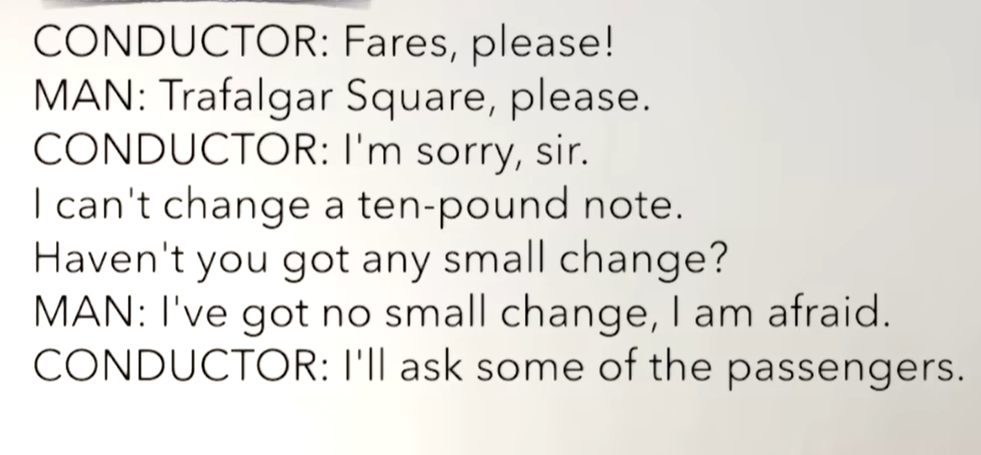 CONDUCTOR: Fares, please!
MAN: Trafalgar Square, please.
CONDUCTOR: I'm sorry, sir.
I can't change a ten-pound note.
Haven't you got any small change?
MAN: I've got no small change, I am afraid.
CONDUCTOR: I'll ask some of the passengers.